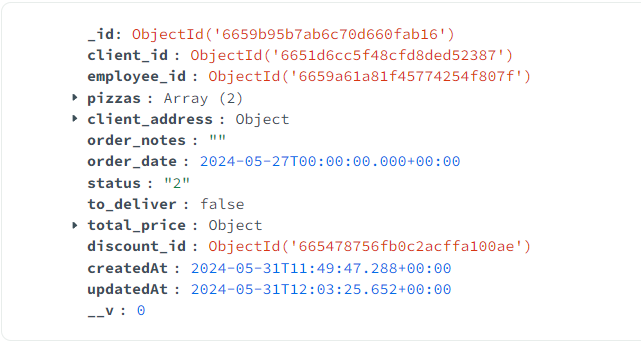 _id: ObjectId('6659b95b7ab6c70d660fab16')
client_id : ObjectId('6651d6cc5f48cfd8ded52387')
employee_id : ObjectId('6659a61a81f45774254f807f')
pizzas : Array (2)
client_address : Object
order_notes : ""
order_date : 2024-05-27T00:00:00.000+00:00
status : "2"
to_deliver : false
total_price : Object
discount_id : ObjectId('665478756fb0c2acffa100ae')
createdAt : 2024-05-31T11:49:47.288+00:00
updatedAt : 2024-05-31T12:03:25.652+00:00
__v : 0